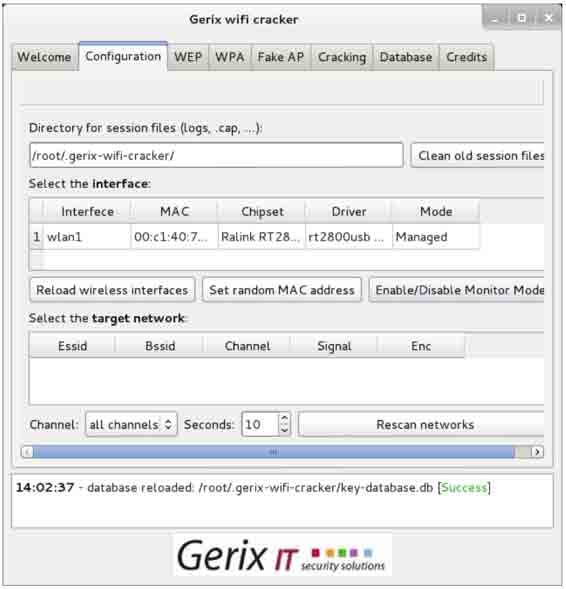 Gerix wifi cracker
Welcome Configuration WEP WPA Fake AP Cracking Database Credits
Directory for session files (logs, .cap, ...):
/root/.gerix-wifi-cracker/ Clean old session files
Select the interface:
Interfece MAC Chipset Driver Mode
1 wlan1 00:c1:40:7... Ralink RT28... rt2800usb ... Managed
Reload wireless interfaces Set random MAC address Enable/Disable Monitor Mode
Select the target network:
Essid Bssid Channel Signal Enc
Channel: all channels Seconds: 10 Rescan networks
14:02:37 - database reloaded: /root/.gerix-wifi-cracker/key-database.db [Success]
Gerix IT security solutions